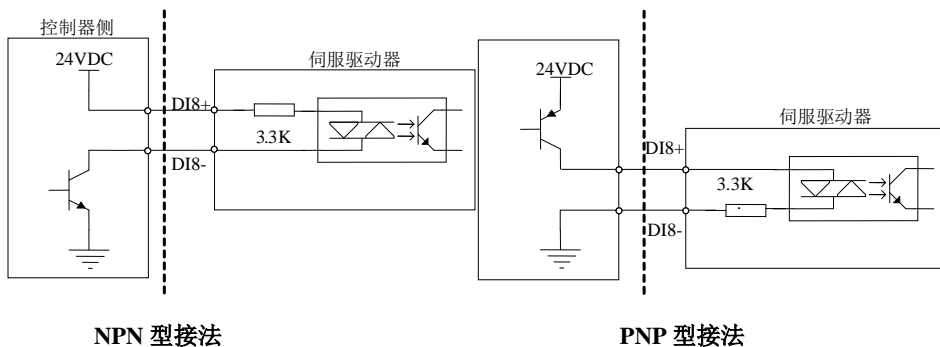 控制器侧
24VDC
伺服驱动器
DI8+
3.3K
DI8-
24VDC
伺服驱动器
DI8+
3.3K
DI8-
NPN 型接法
PNP 型接法